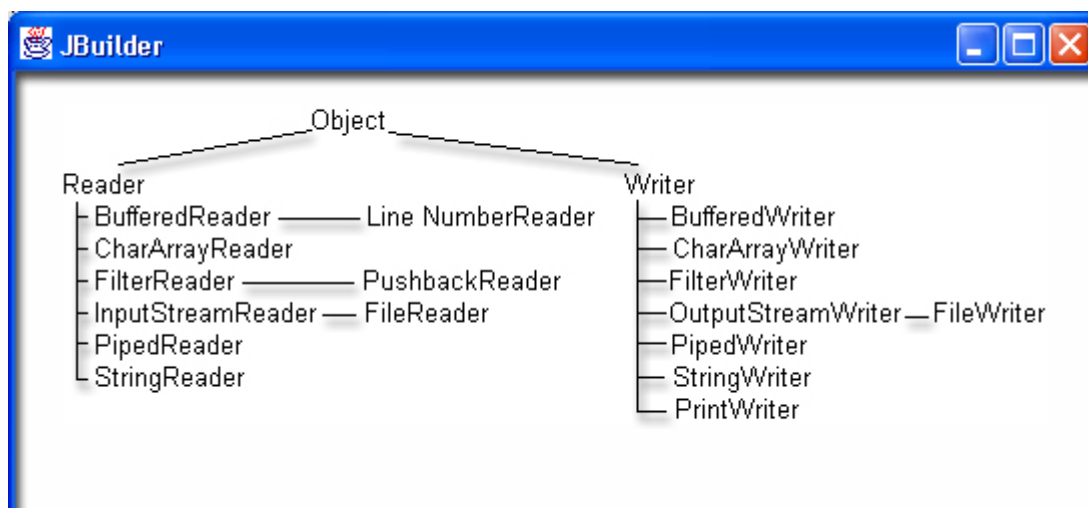 JBuilder
Object
Reader Writer
BufferedReader Line NumberReader BufferedWriter
CharArrayReader CharArrayWriter
FilterReader PushbackReader FilterWriter
InputStreamReader FileReader OutputStreamWriter FileWriter
PipedReader PipedWriter
StringReader StringWriter
PrintWriter